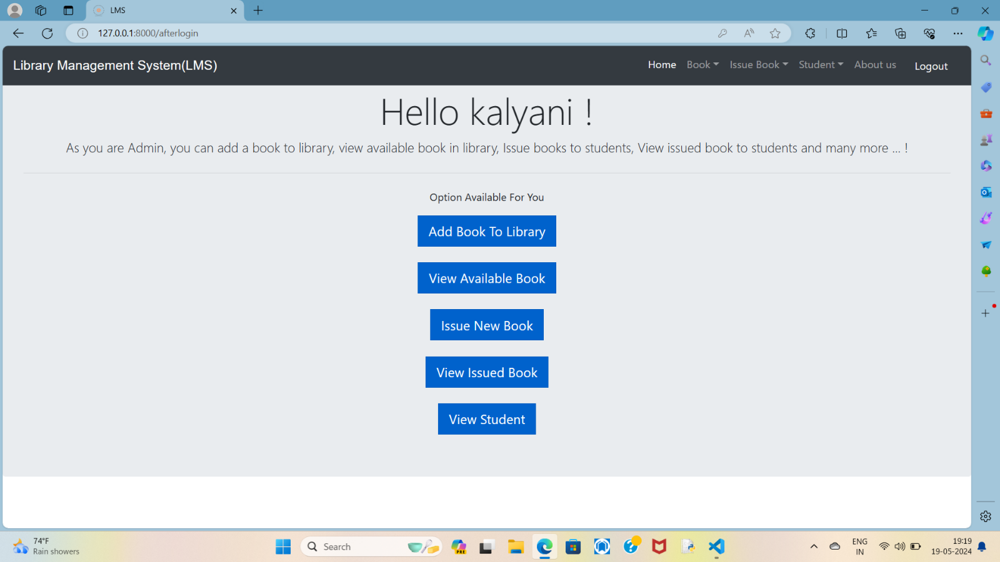 LMS
127.0.0.1:8000/afterlogin
Library Management System(LMS)
Home Book Issue Book Student About us Logout
Hello kalyani !
As you are Admin, you can add a book to library, view available book in library, Issue books to students, View issued book to students and many more ... !
Option Available For You
Add Book To Library
View Available Book
Issue New Book
View Issued Book
View Student
74°F
Rain showers
Search
PRE
ENG
IN
19:19
19-05-2024